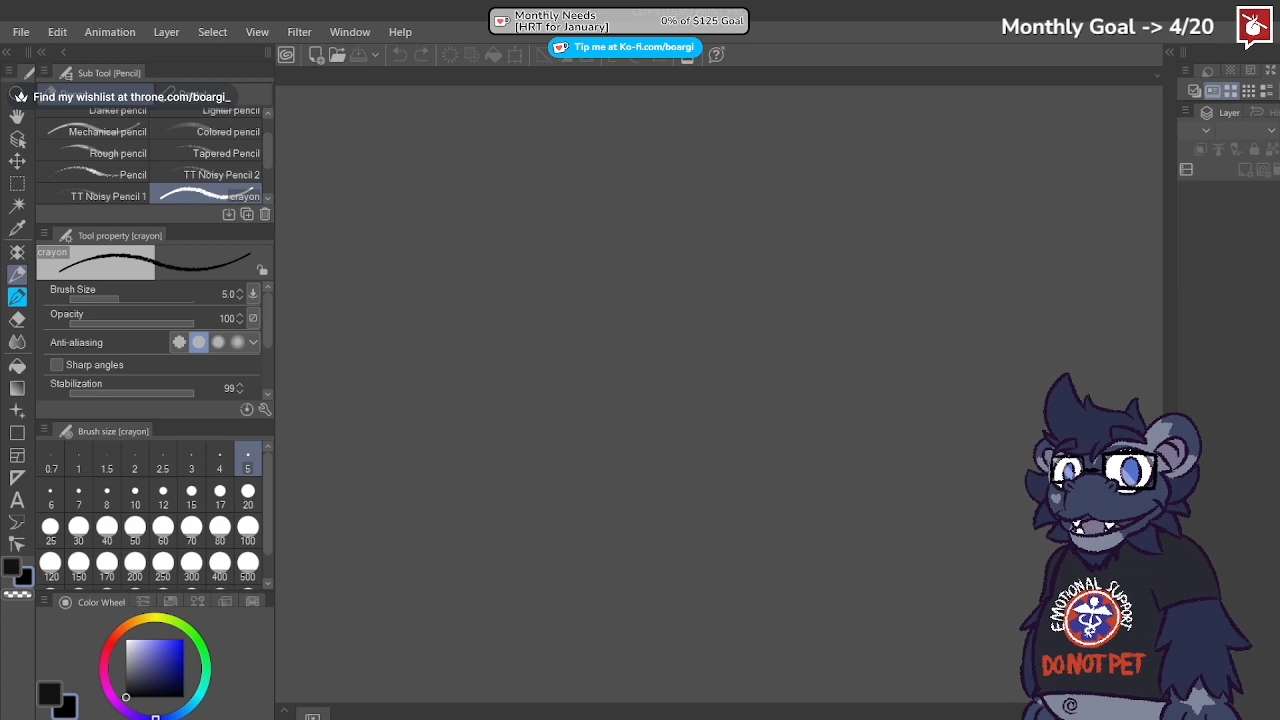 Monthly Needs
[HRT for January]
0% of $125 Goal
Tip me at Ko-fi.com/boargi
Monthly Goal -> 4/20
File Edit Animation Layer Select View Filter Window Help
Sub Tool [Pencil]
Find my wishlist at throne.com/boargi_
Darker pencil Lighter pencil
Mechanical pencil Colored pencil
Rough pencil Tapered Pencil
Pencil TT Noisy Pencil 2
TT Noisy Pencil 1 crayon
Tool property [crayon]
crayon
Brush Size 5.0
Opacity 100
Anti-aliasing
Sharp angles
Stabilization 99
Brush size [crayon]
0.7 1 1.5 2 2.5 3 4 5
6 7 8 10 12 15 17 20
25 30 40 50 60 70 80 100
120 150 170 200 250 300 400 500
Color Wheel
Layer
EMOTIONAL SUPPORT
DO NOT PET